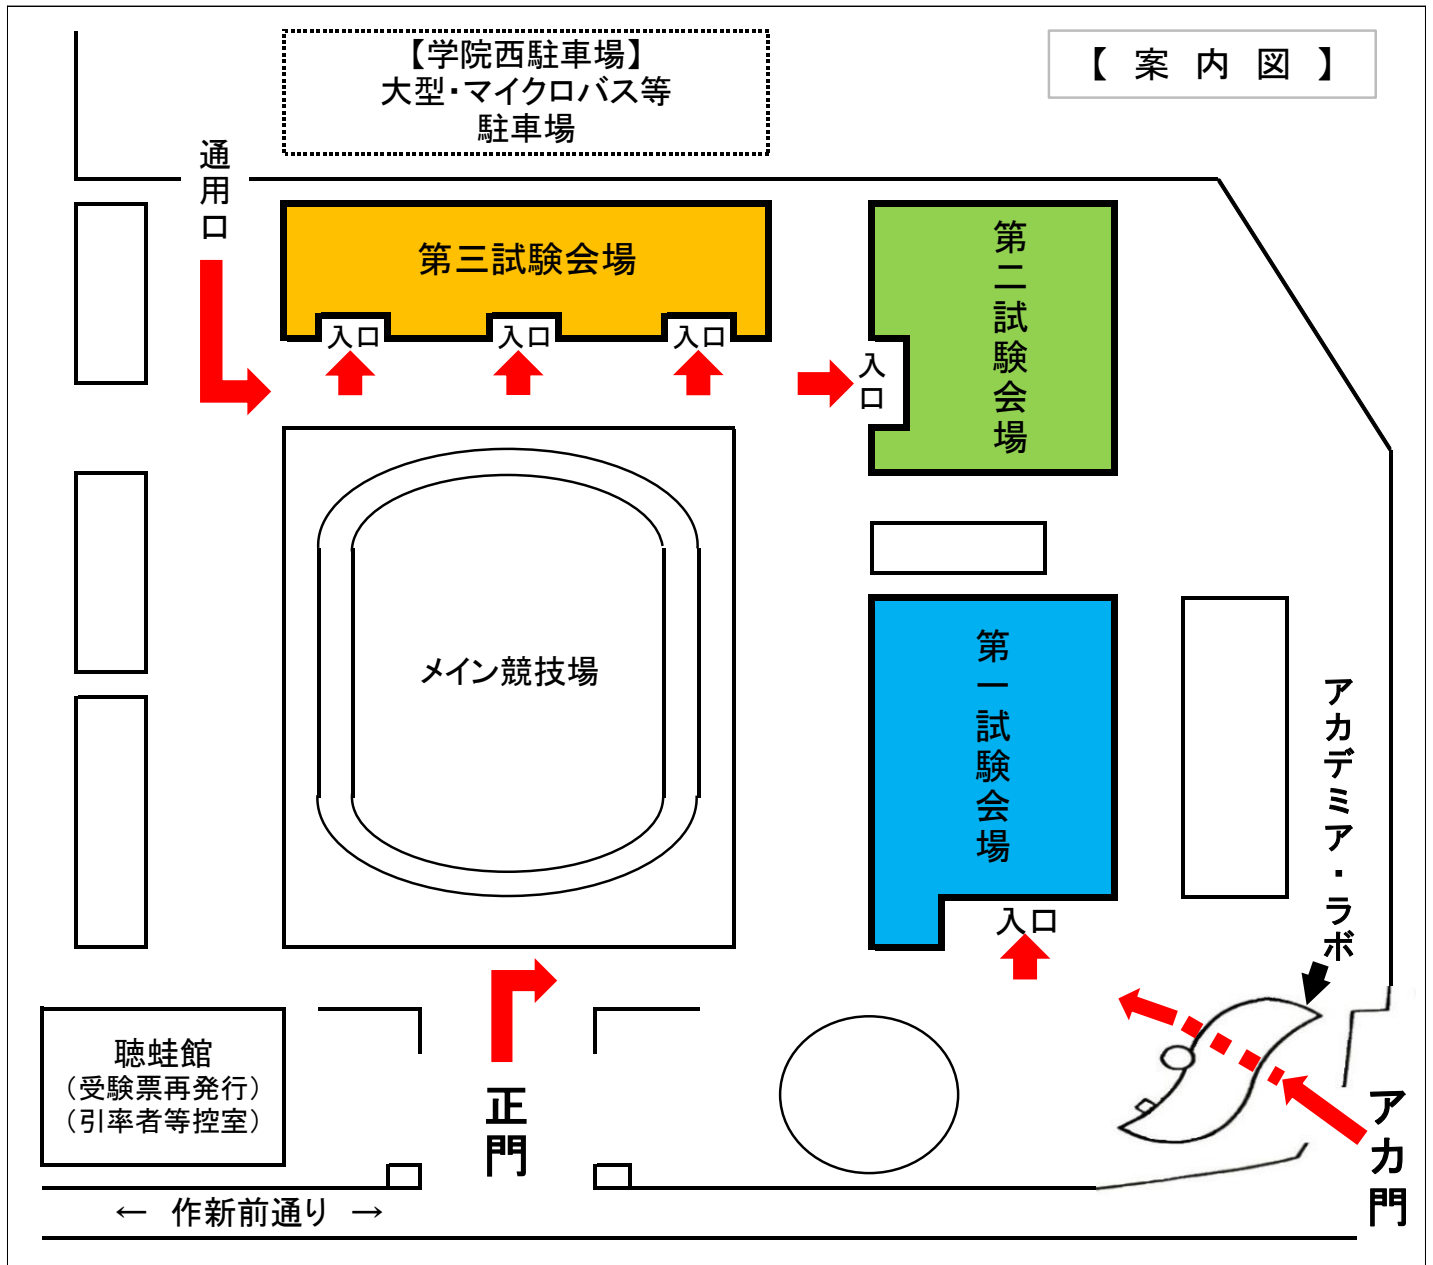 【学院西駐車場】
大型・マイクロバス等
駐車場
【 案 内 図 】
通用口
第三試験会場
入口
入口
入口
第二試験会場
入口
メイン競技場
第一試験会場
入口
アカデミア・ラボ
聴蛙館
（受験票再発行）
（引率者等控室）
正門
アカ門
← 作新前通り →